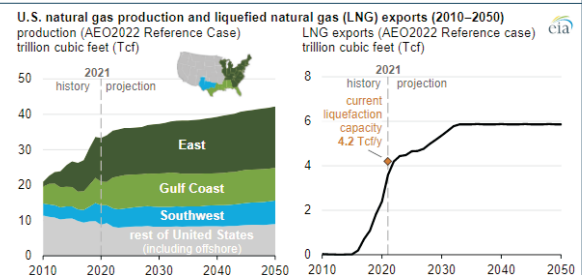 U.S. natural gas production and liquefied natural gas (LNG) exports (2010–2050)
production (AEO2022 Reference Case)
trillion cubic feet (Tcf)
50
40
30
20
10
0
2021
history
projection
East
Gulf Coast
Southwest
rest of United States
(including offshore)
2010
2020
2030
2040
2050
LNG exports (AEO2022 Reference case)
trillion cubic feet (Tcf)
eia
8
6
4
2
0
2021
history
projection
current
liquefaction
capacity
4.2 Tcf/y
2010
2020
2030
2040
2050